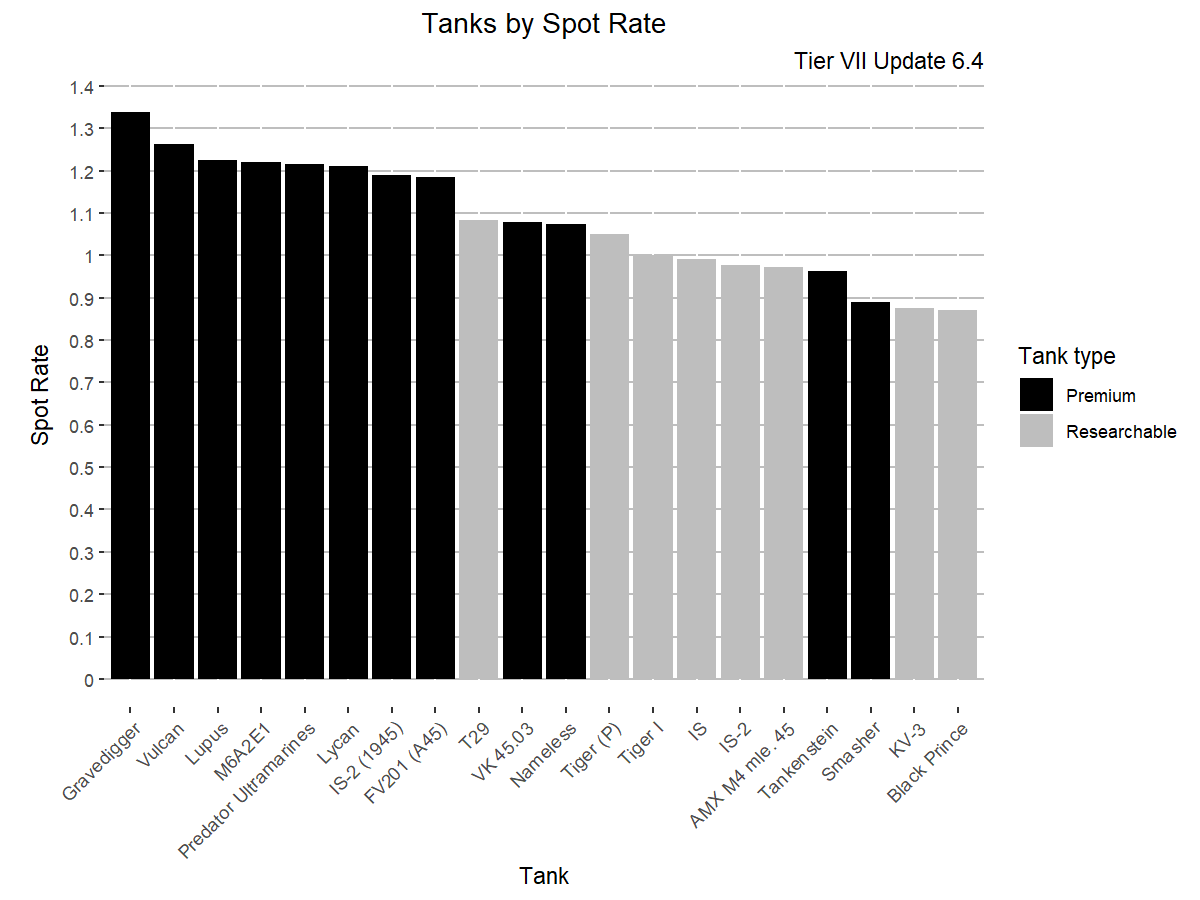 Tanks by Spot Rate
Tier VII Update 6.4
1.4
1.3
1.2
1.1
1
0.9
0.8
0.7
0.6
0.5
0.4
0.3
0.2
0.1
0
Spot Rate
Gravedigger
Vulcan
Lupus
M6A2E1
Predator Ultramarines
Lycan
IS-2 (1945)
FV201 (A45)
T29
VK 45.03
Nameless
Tiger (P)
Tiger I
IS
IS-2
AMX M4 mle. 45
Tankenstein
Smasher
KV-3
Black Prince
Tank
Tank type
Premium
Researchable